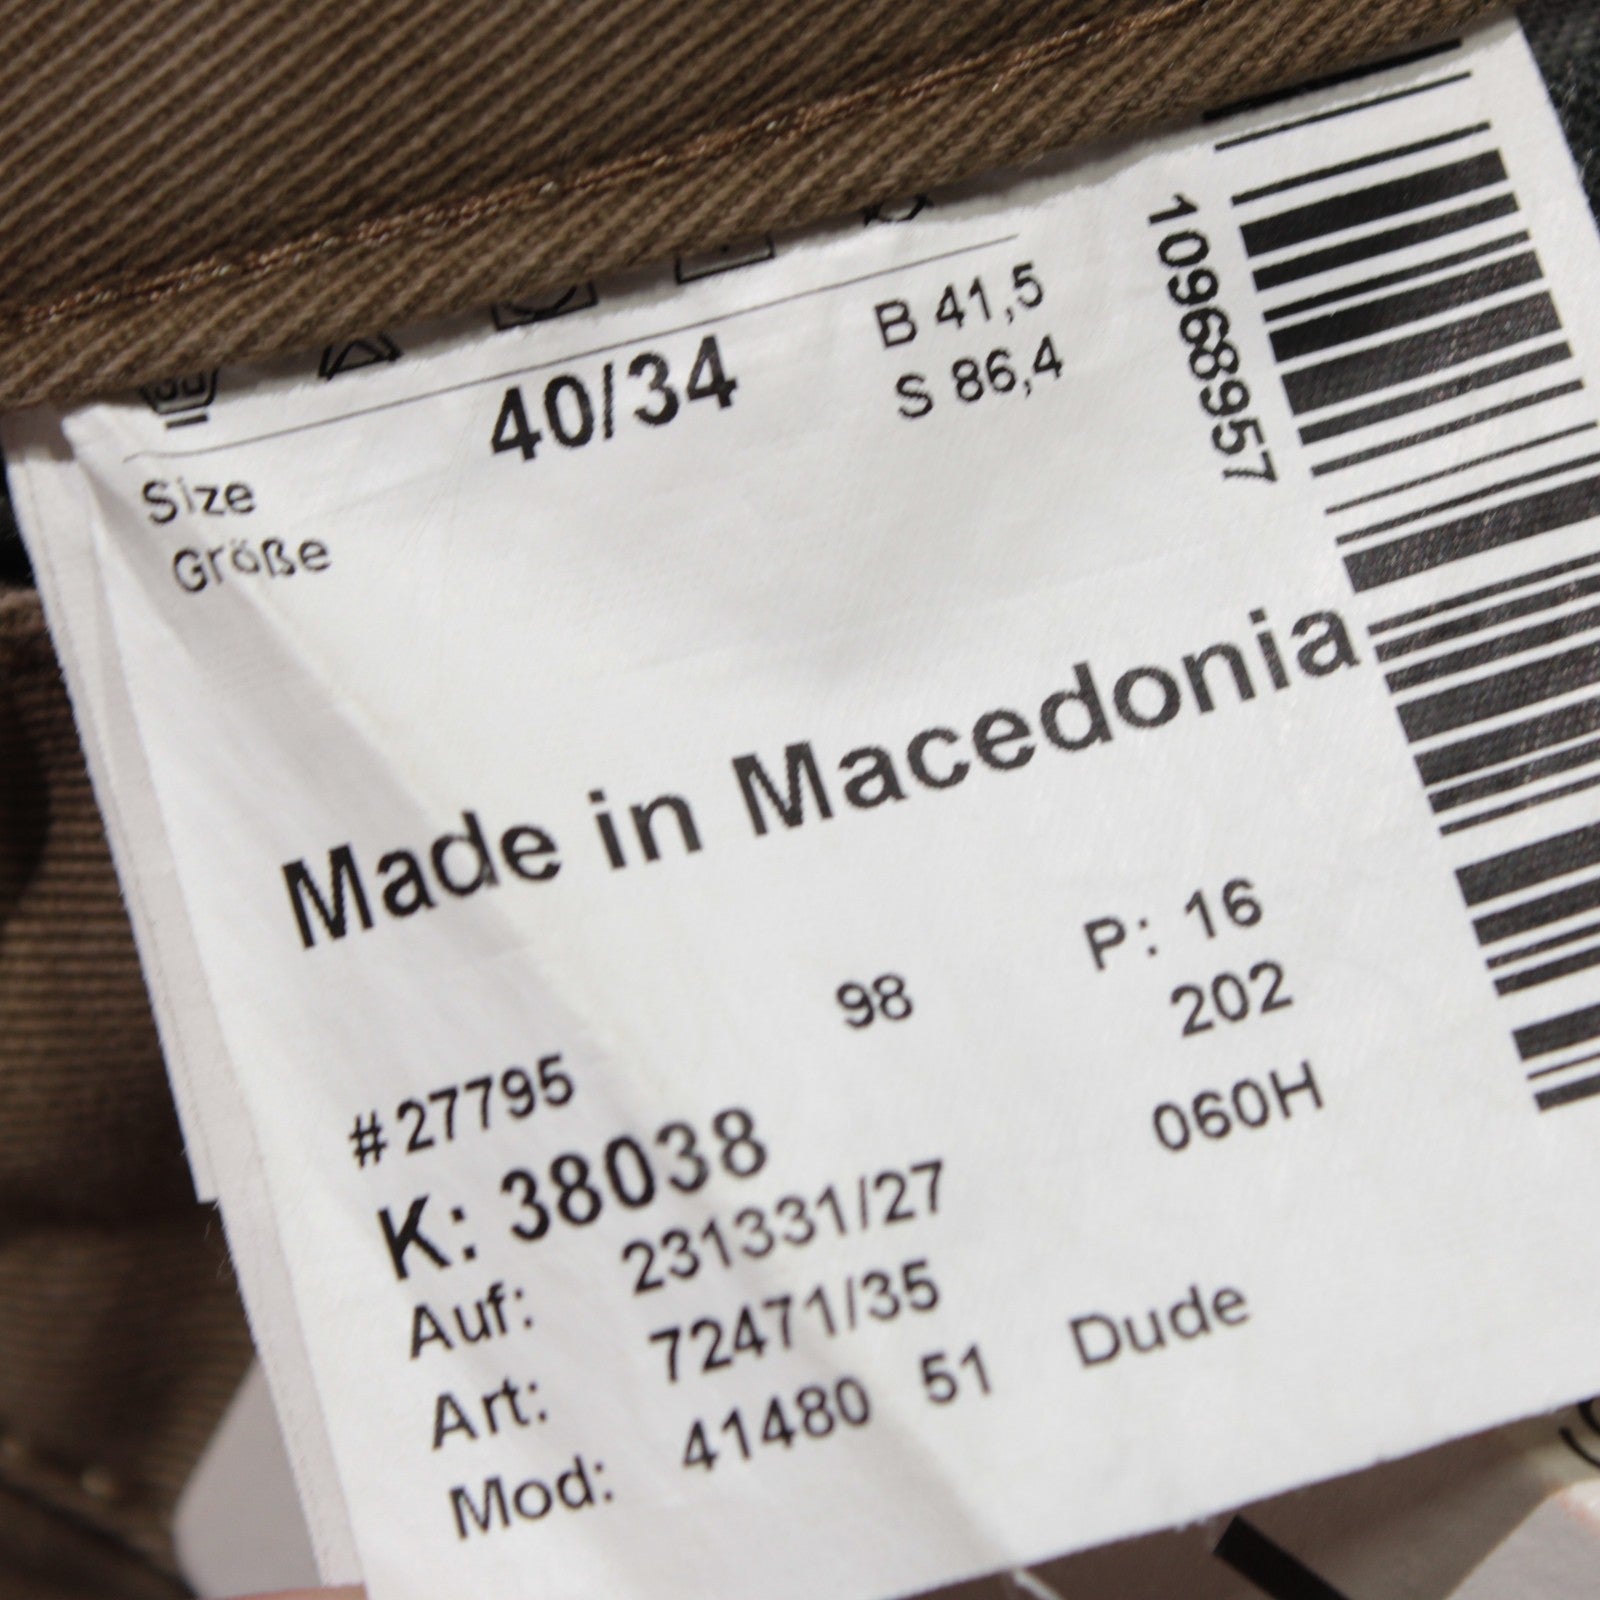 40/34
B 41,5
S 86,4
Size
Größe
10968957
Made in Macedonia
98
P: 16
202
060H
#27795
K: 38038
Auf: 231331/27
Art: 72471/35
Mod: 41480 51 Dude